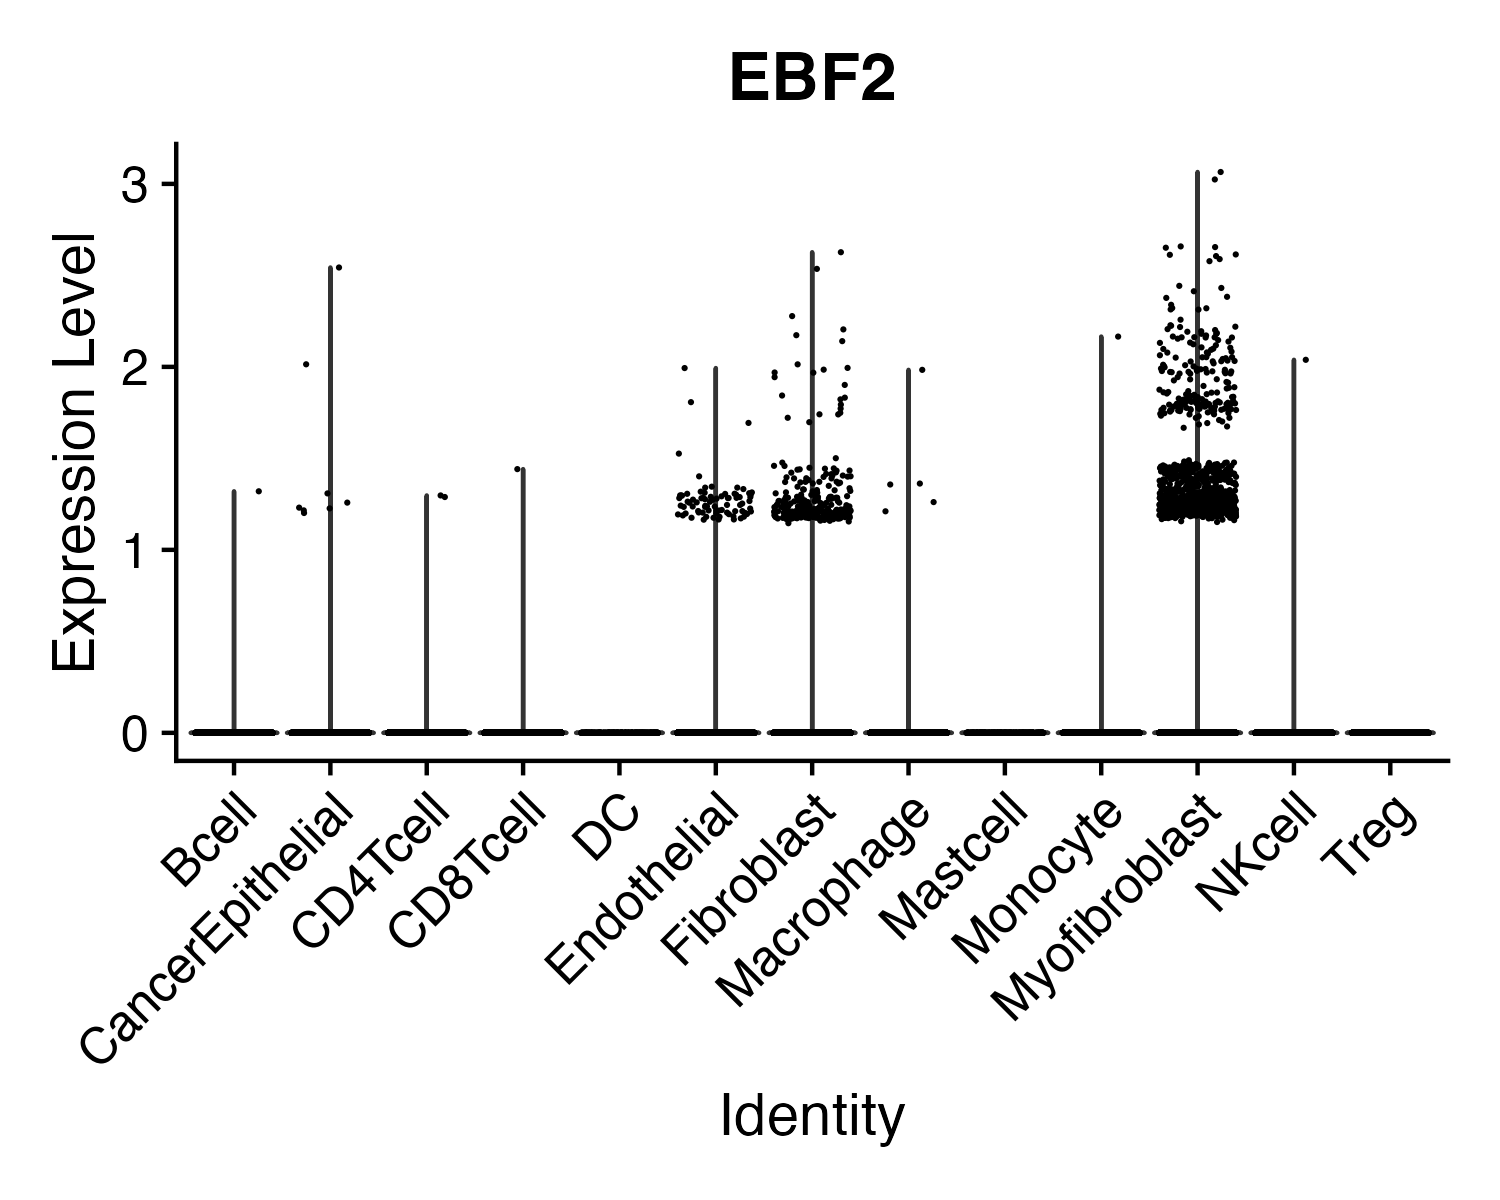 EBF2
Expression Level
3
2
1
0
Bcell
CancerEpithelial
CD4Tcell
CD8Tcell
DC
Endothelial
Fibroblast
Macrophage
Mastcell
Monocyte
Myofibroblast
NKcell
Treg
Identity